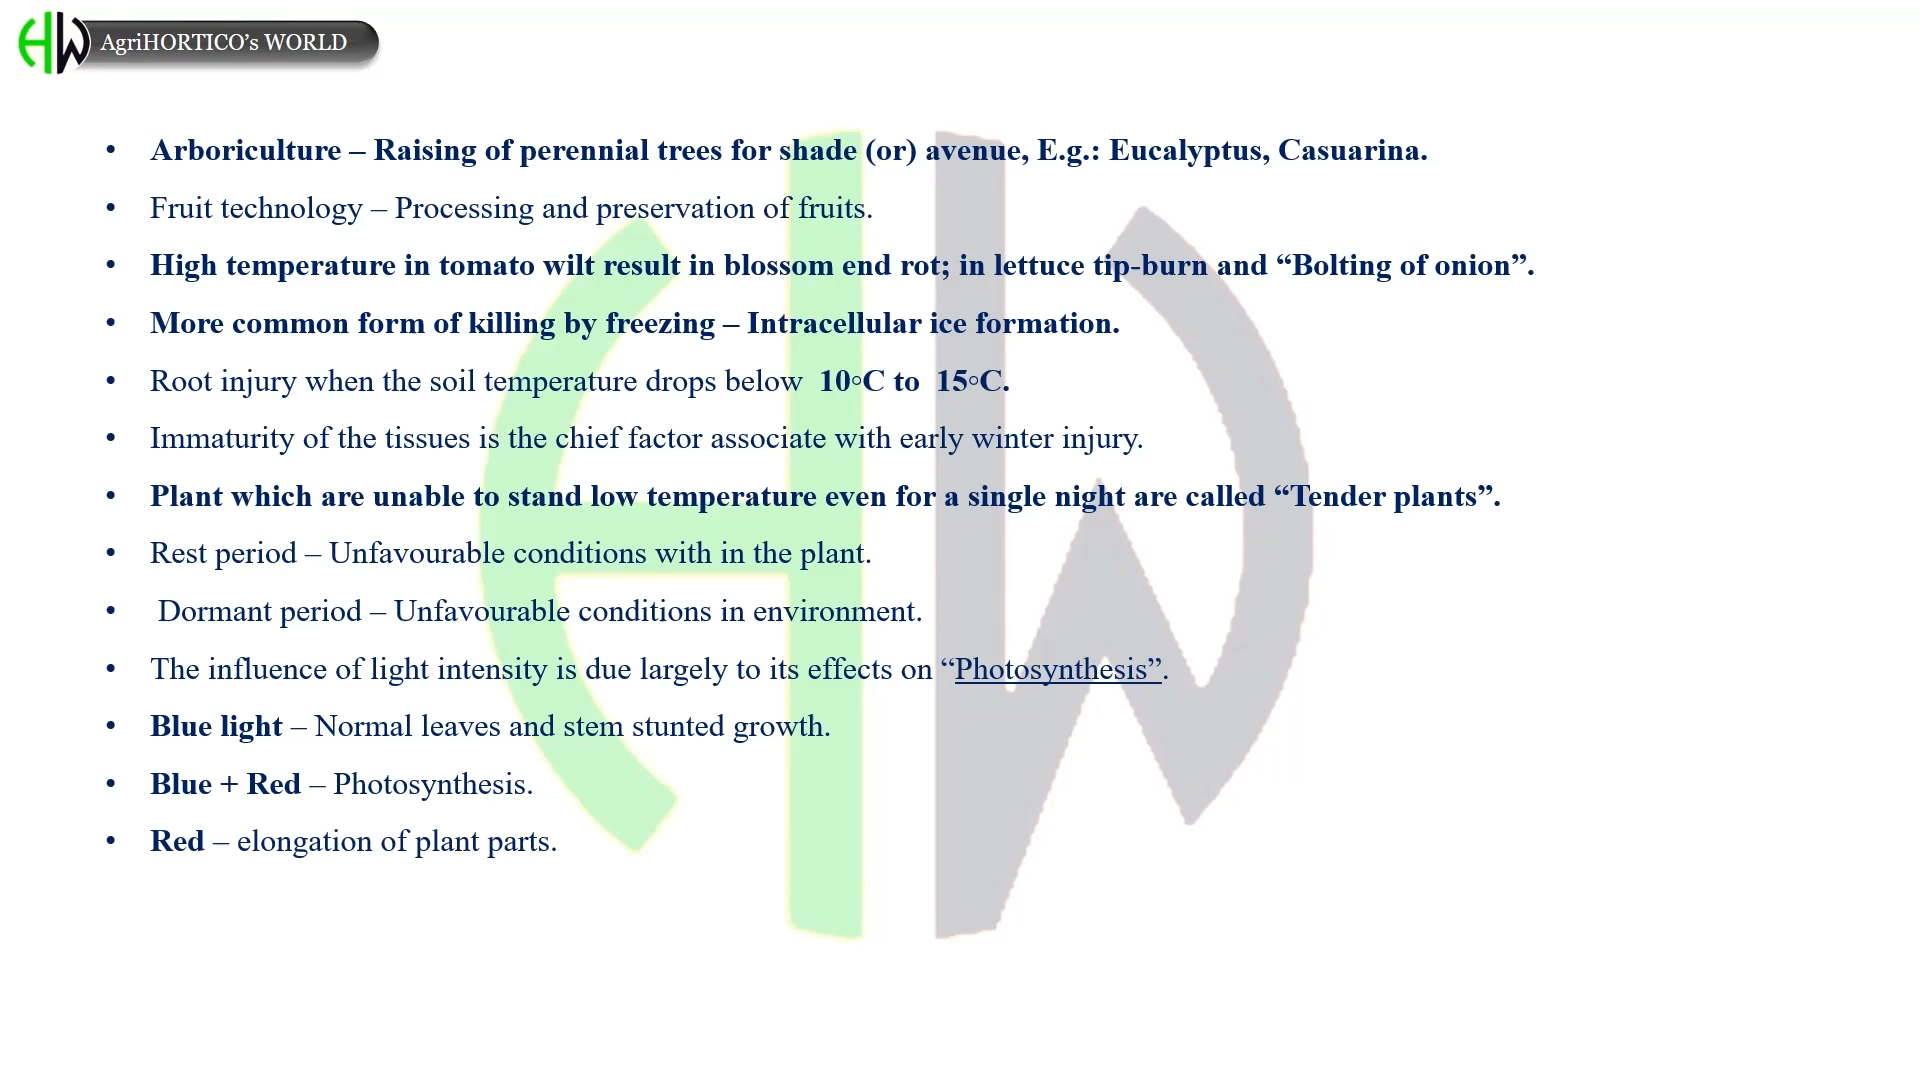 AgriHORTICO's WORLD
• Arboriculture – Raising of perennial trees for shade (or) avenue, E.g.: Eucalyptus, Casuarina.
• Fruit technology – Processing and preservation of fruits.
• High temperature in tomato wilt result in blossom end rot; in lettuce tip-burn and “Bolting of onion”.
• More common form of killing by freezing – Intracellular ice formation.
• Root injury when the soil temperature drops below 10◦C to 15◦C.
• Immaturity of the tissues is the chief factor associate with early winter injury.
• Plant which are unable to stand low temperature even for a single night are called “Tender plants”.
• Rest period – Unfavourable conditions with in the plant.
• Dormant period – Unfavourable conditions in environment.
• The influence of light intensity is due largely to its effects on “Photosynthesis”.
• Blue light – Normal leaves and stem stunted growth.
• Blue + Red – Photosynthesis.
• Red – elongation of plant parts.